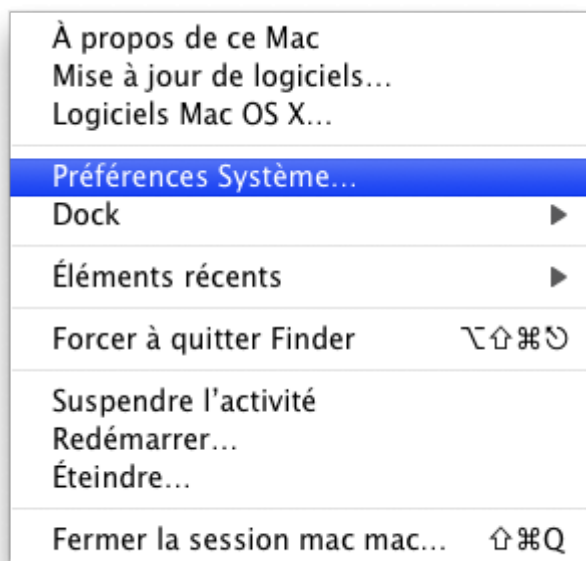 À propos de ce Mac
Mise à jour de logiciels...
Logiciels Mac OS X...
Préférences Système...
Dock ▶
Éléments récents ▶
Forcer à quitter Finder ⌥⇧⌘⎋
Suspendre l’activité
Redémarrer...
Éteindre...
Fermer la session mac mac... ⇧⌘Q